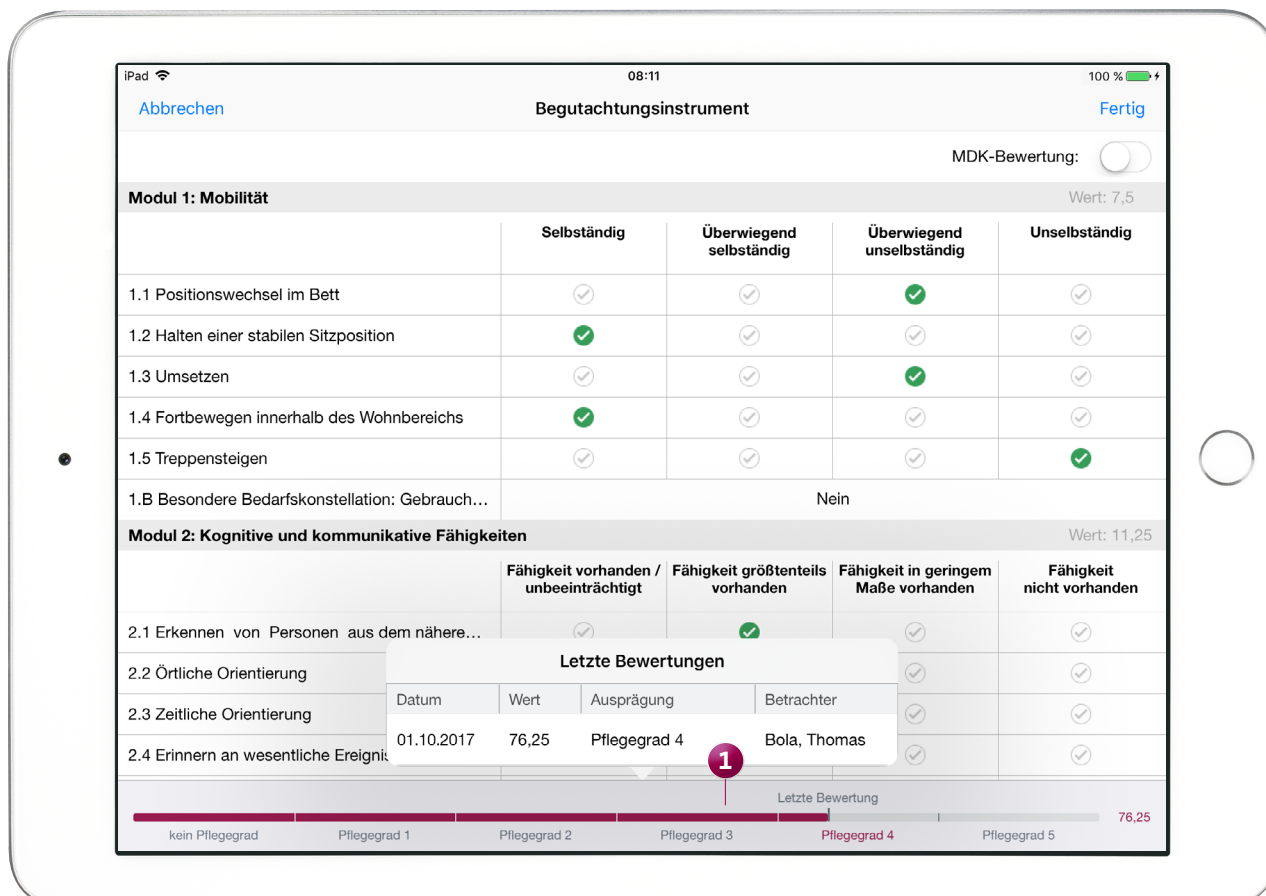 iPad 08:11 100 %
Abbrechen Begutachtungsinstrument Fertig
MDK-Bewertung:
Modul 1: Mobilität Wert: 7,5
Selbständig Überwiegend selbständig Überwiegend unselbständig Unselbständig
1.1 Positionswechsel im Bett
1.2 Halten einer stabilen Sitzposition
1.3 Umsetzen
1.4 Fortbewegen innerhalb des Wohnbereichs
1.5 Treppensteigen
1.B Besondere Bedarfskonstellation: Gebrauch… Nein
Modul 2: Kognitive und kommunikative Fähigkeiten Wert: 11,25
Fähigkeit vorhanden / unbeeinträchtigt Fähigkeit größtenteils vorhanden Fähigkeit in geringem Maße vorhanden Fähigkeit nicht vorhanden
2.1 Erkennen von Personen aus dem nähere…
2.2 Örtliche Orientierung
2.3 Zeitliche Orientierung
2.4 Erinnern an wesentliche Ereignis
Letzte Bewertungen
Datum Wert Ausprägung Betrachter
01.10.2017 76,25 Pflegegrad 4 Bola, Thomas
1
Letzte Bewertung
76,25
kein Pflegegrad Pflegegrad 1 Pflegegrad 2 Pflegegrad 3 Pflegegrad 4 Pflegegrad 5